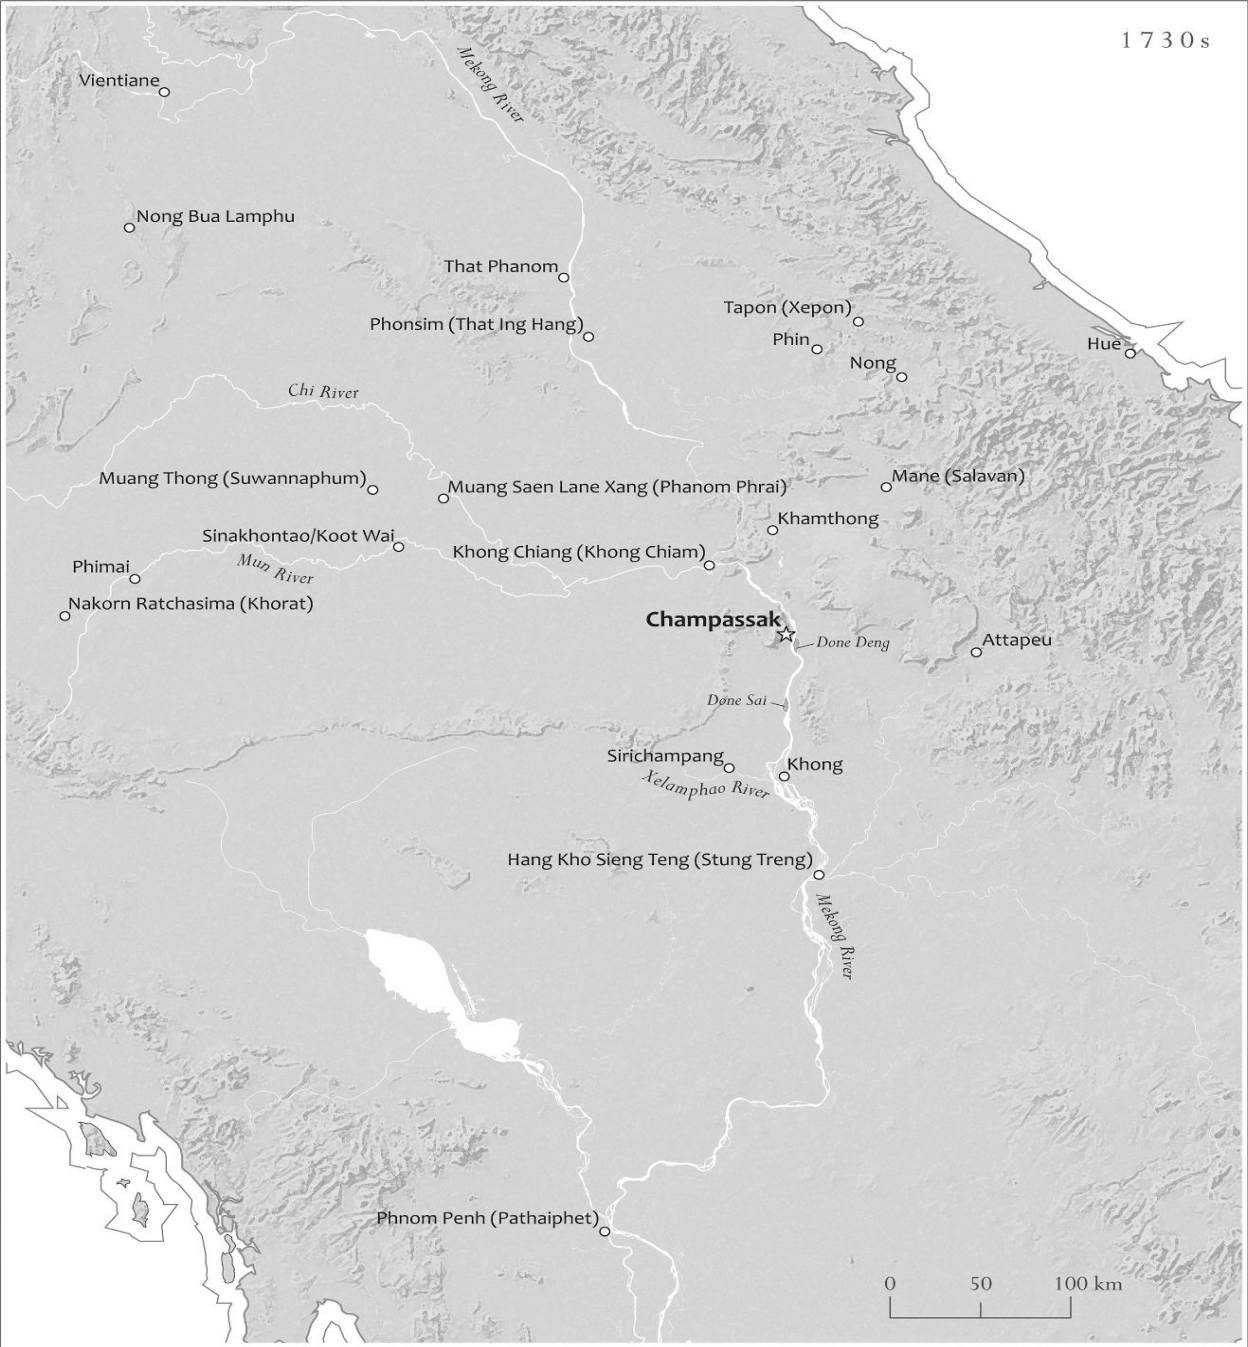 1730s
Mekong River
Vientiane
Nong Bua Lamphu
That Phanom
Tapon (Xepon)
Phonsim (That Ing Hang)
Phin
Hue
Nong
Chi River
Muang Thong (Suwannaphum)
Muang Saen Lane Xang (Phanom Phrai)
Mane (Salavan)
Khamthong
Sinakhontao/Koot Wai
Khong Chiang (Khong Chiam)
Phimai
Mun River
Nakorn Ratchasima (Khorat)
Champassak
Done Deng
Attapeu
Done Sai
Sirichampang
Khong
Xelamphao River
Hang Kho Sieng Teng (Stung Treng)
Mekong River
Phnom Penh (Pathaiphet)
0 50 100 km